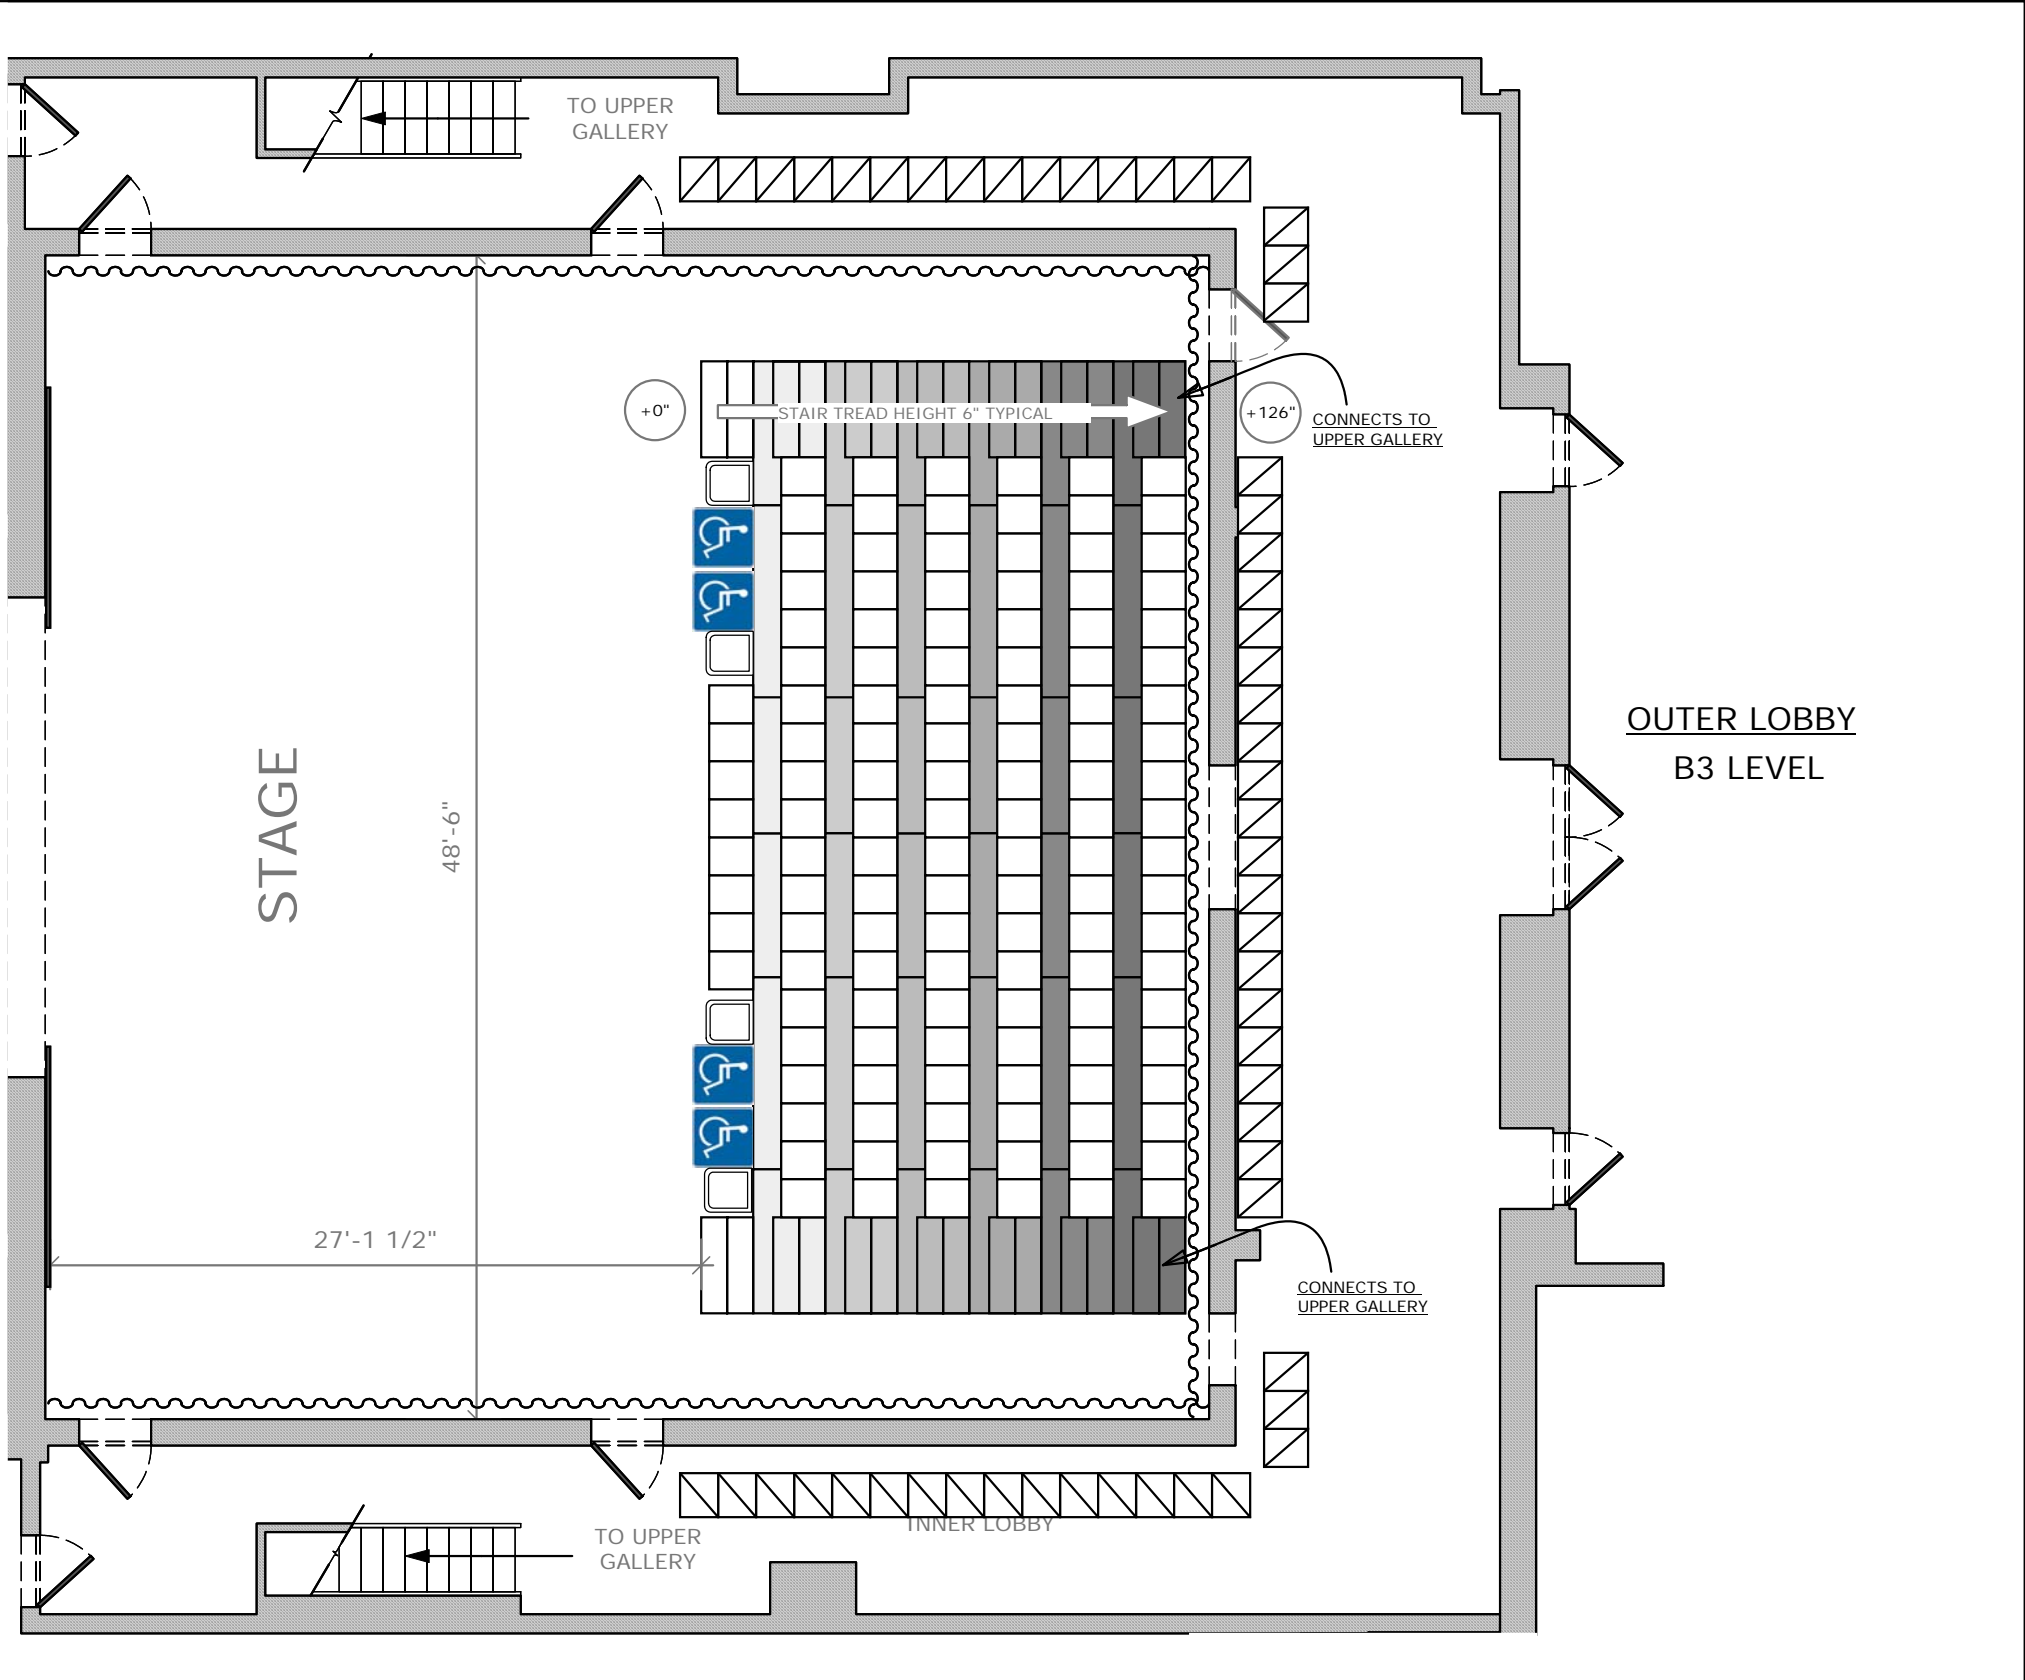 TO UPPER
GALLERY
+0"
STAIR TREAD HEIGHT 6" TYPICAL
+126"
CONNECTS TO
UPPER GALLERY
OUTER LOBBY
B3 LEVEL
STAGE
48'-6"
27'-1 1/2"
CONNECTS TO
UPPER GALLERY
INNER LOBBY
TO UPPER
GALLERY